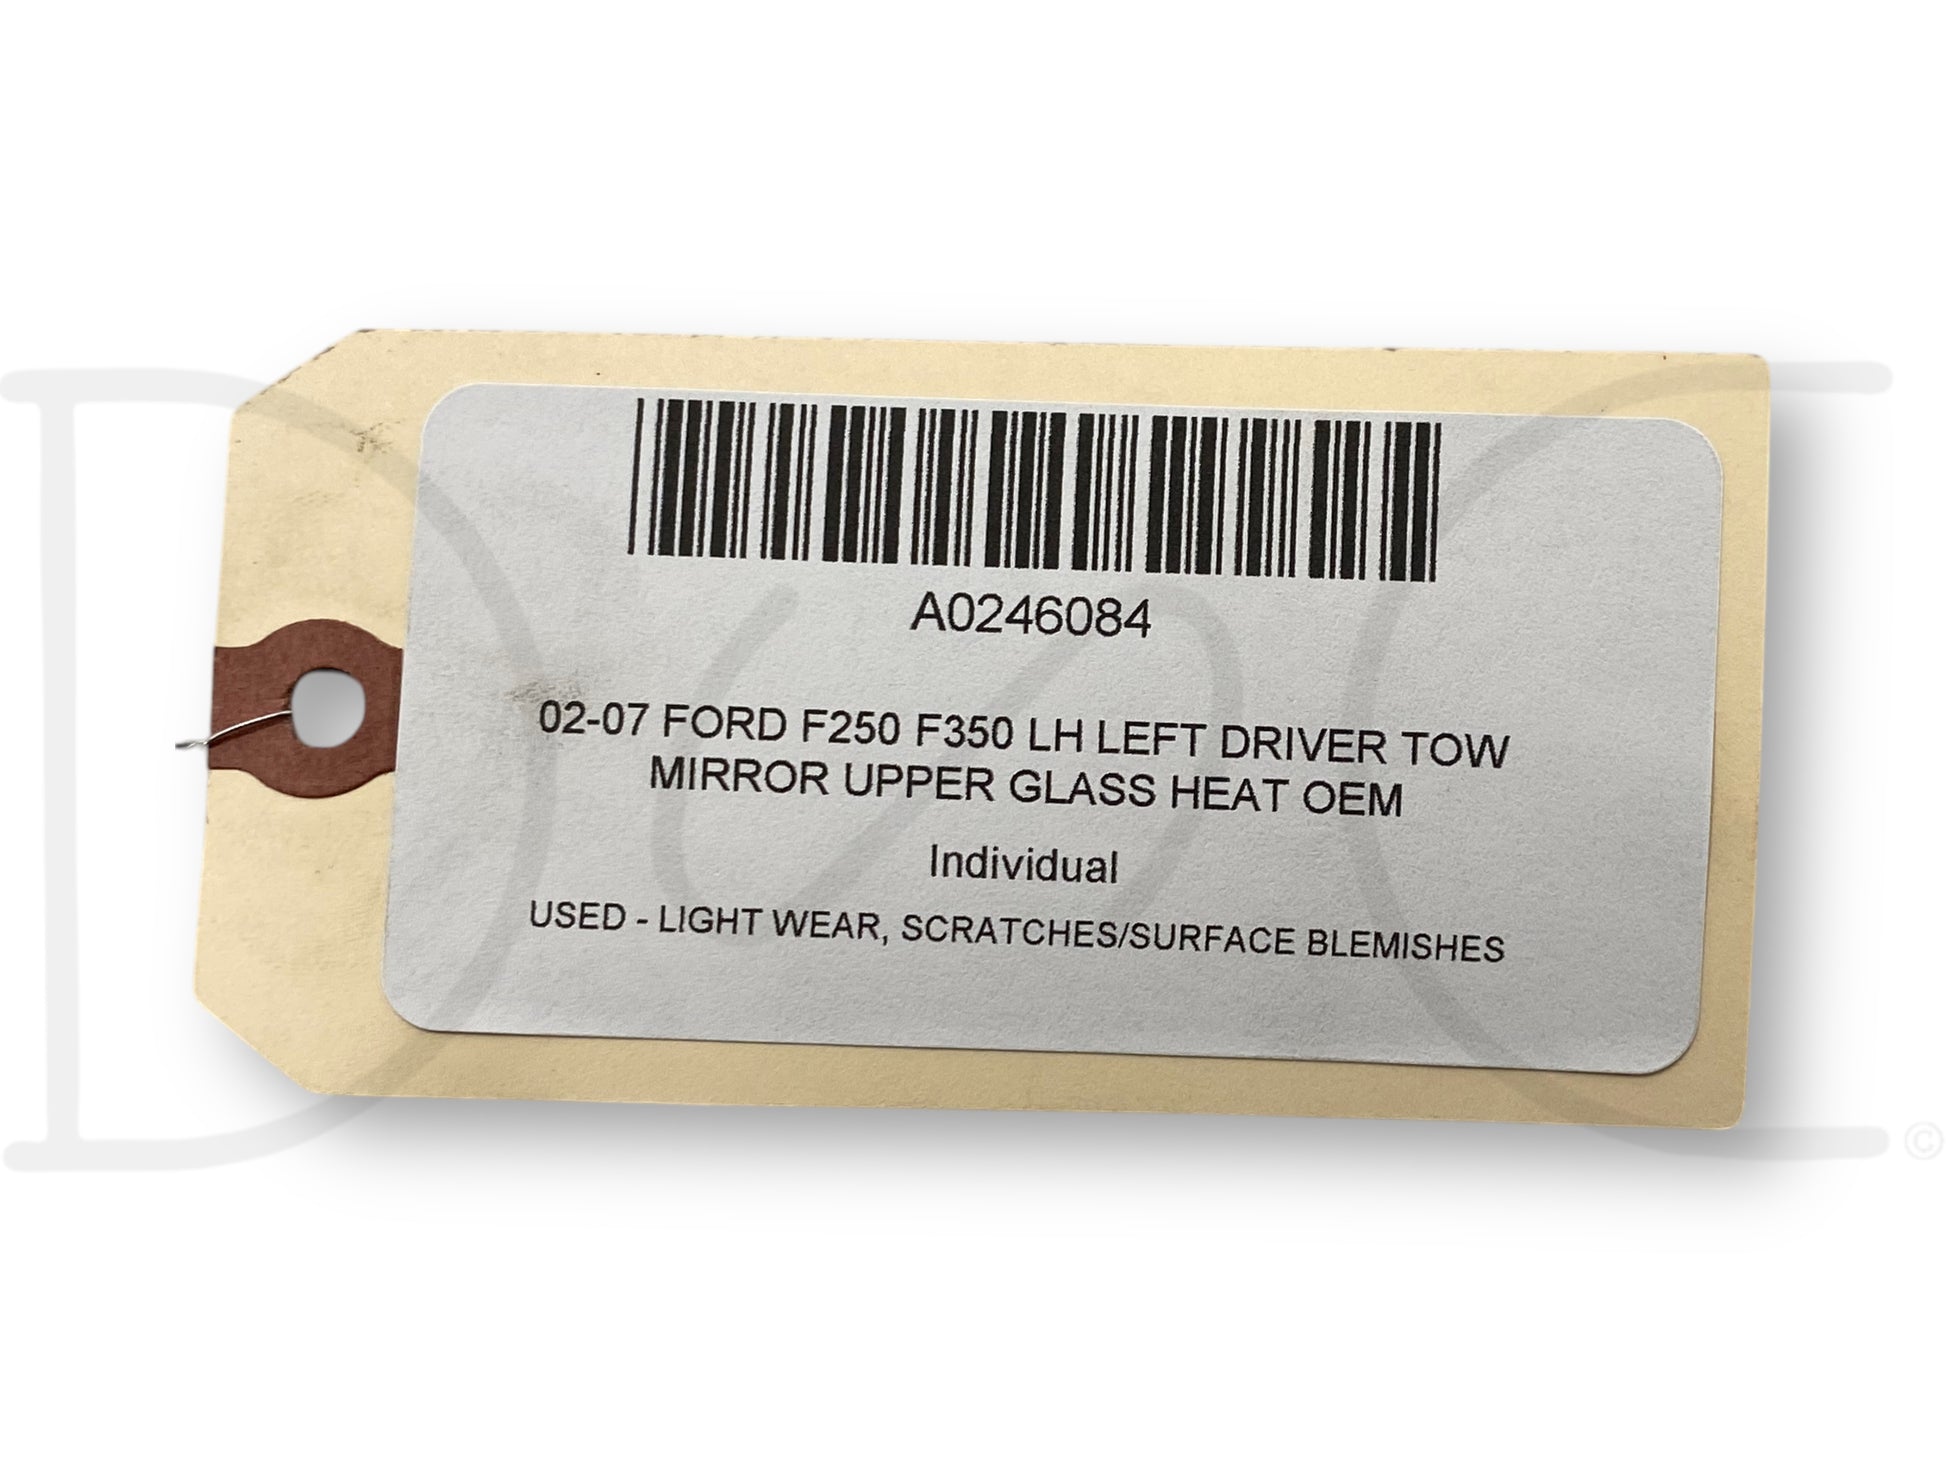 A0246084
02-07 FORD F250 F350 LH LEFT DRIVER TOW
MIRROR UPPER GLASS HEAT OEM
Individual
USED - LIGHT WEAR, SCRATCHES/SURFACE BLEMISHES
©